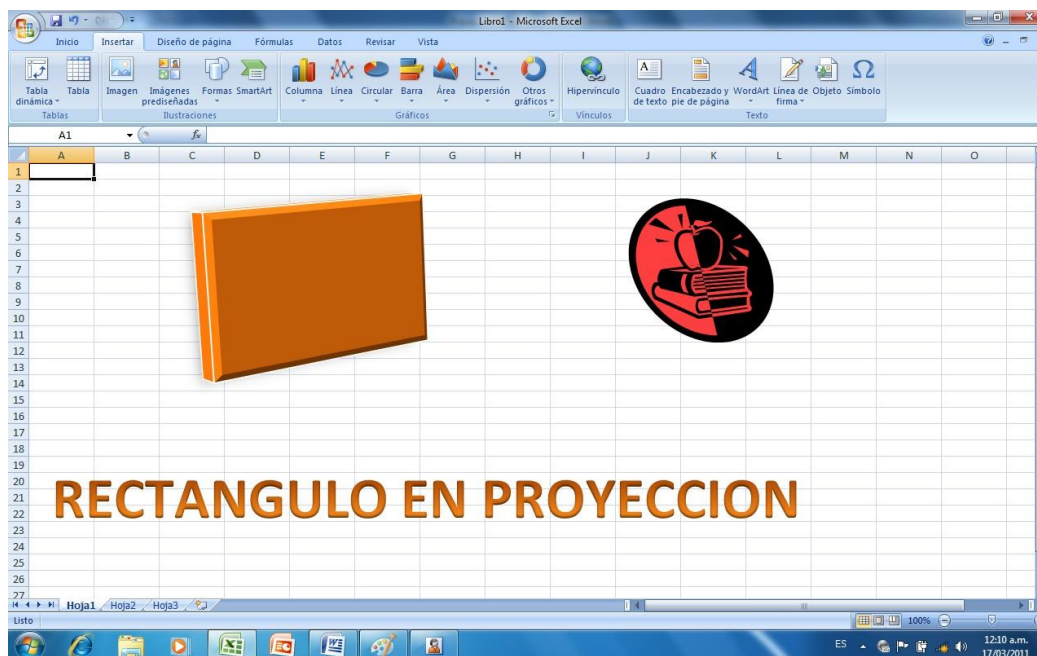 Libro1 - Microsoft Excel
Inicio Insertar Diseño de página Fórmulas Datos Revisar Vista
Tabla dinámica Tabla Imagen Imágenes prediseñadas Formas SmartArt Columna Línea Circular Barra Área Dispersión Otros gráficos Hipervínculo Cuadro de texto Encabezado y pie de página WordArt Línea de firma Objeto Símbolo
Tablas Ilustraciones Gráficos Vínculos Texto
A1 fx
A B C D E F G H I J K L M N O
1
2
3
4
5
6
7
8
9
10
11
12
13
14
15
16
17
18
19
20
21
22
23
24
25
26
27
RECTANGULO EN PROYECCION
Hoja1 Hoja2 Hoja3
Listo 100%
ES 12:10 a.m.
17/03/2011